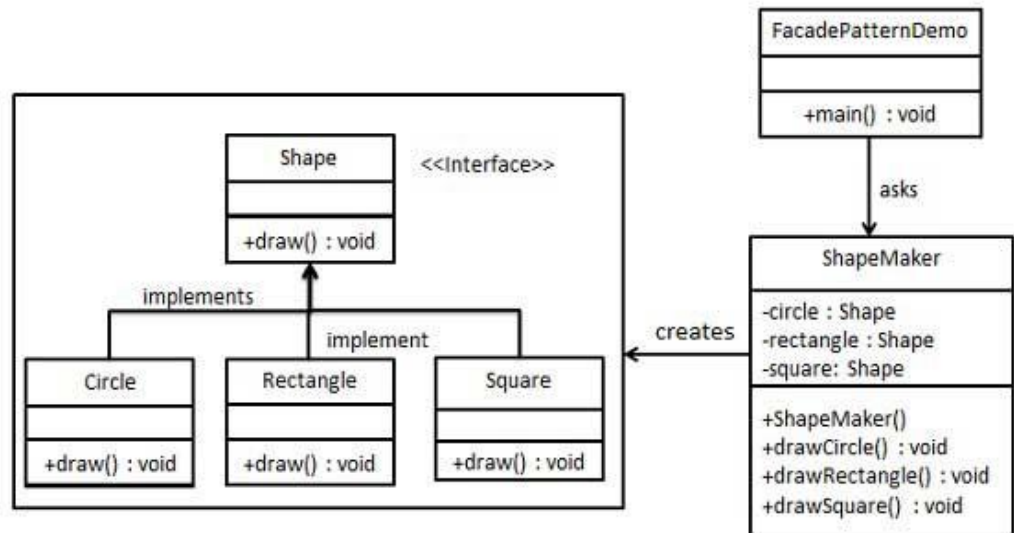 FacadePatternDemo
+main() : void
asks
Shape
<<Interface>>
+draw() : void
implements
implement
Circle
+draw() : void
Rectangle
+draw() : void
Square
+draw() : void
creates
ShapeMaker
-circle : Shape
-rectangle : Shape
-square: Shape
+ShapeMaker()
+drawCircle() : void
+drawRectangle() : void
+drawSquare() : void